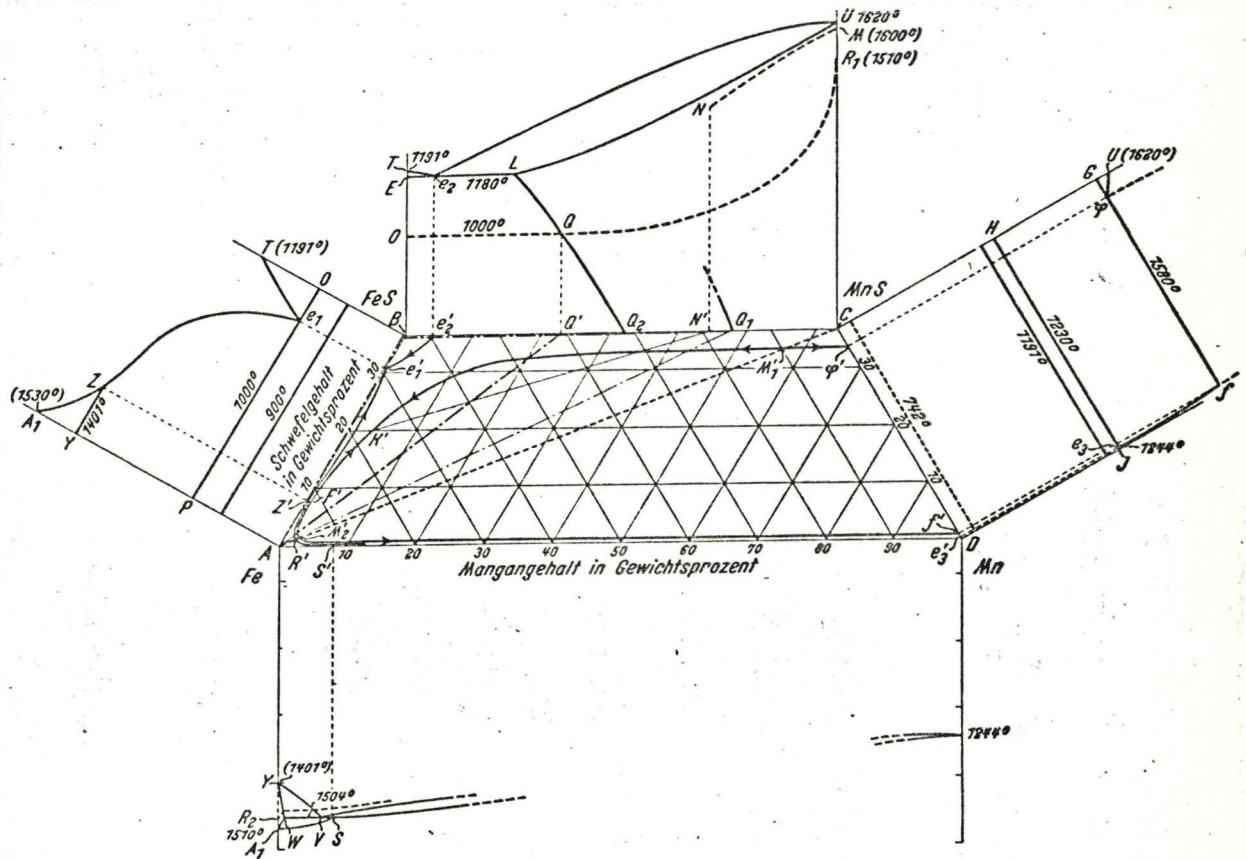 U 1620°
M (1600°)
R1 (1510°)
N
T 1191°
E
e2
1180°
L
U (1620°)
G
φ
O
1000°
Q
H
1580°
T (1191°)
O
FeS
MnS
e1
B
e2'
Q'
Q2
N'
Q1
C
1191°
1230°
(1530°)
A1
Z
Y
1401°
1000°
900°
Schwefelgehalt
in Gewichtsprozent
30
e1'
M1
φ'
30
742°
20
K'
20
P
10
Z'
F'
10
e3
J
1244°
A
R'
M2
S'
10 20 30 40 50 60 70 80 90
e3'
D
Fe
Mangangehalt in Gewichtsprozent
Mn
1244°
Y
(1401°)
1504°
R2
1510°
A1
W
V
S